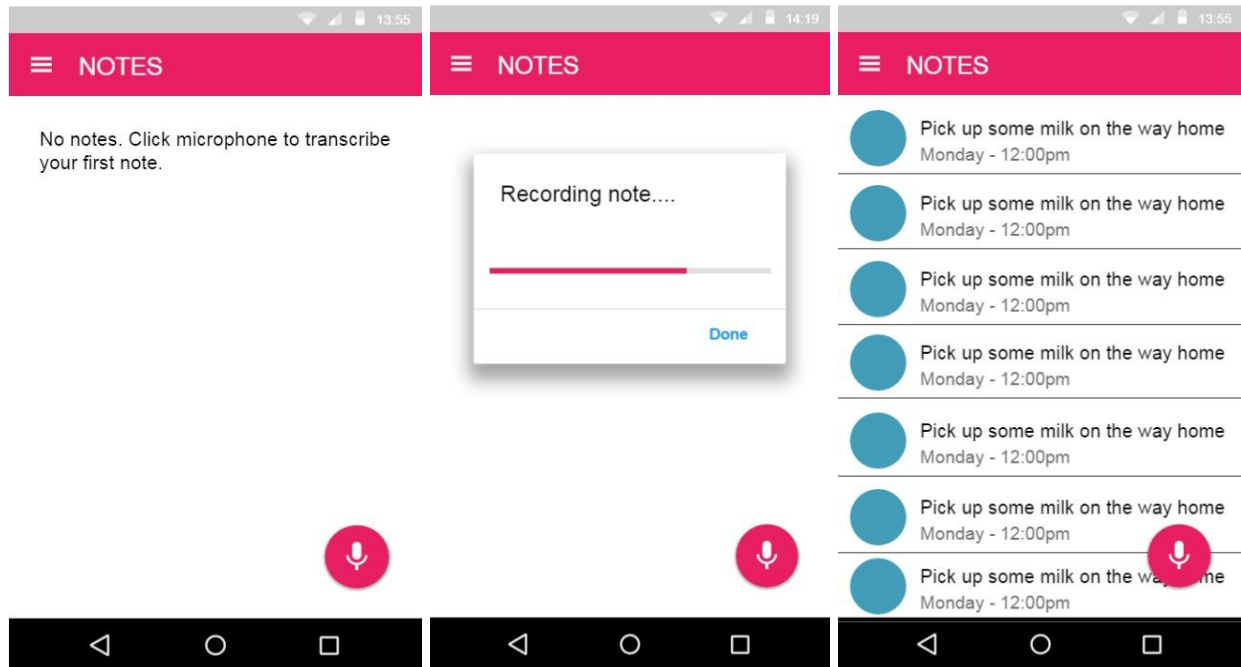 13:55
NOTES
No notes. Click microphone to transcribe
your first note.
14:19
NOTES
Recording note....
Done
13:55
NOTES
Pick up some milk on the way home
Monday - 12:00pm
Pick up some milk on the way home
Monday - 12:00pm
Pick up some milk on the way home
Monday - 12:00pm
Pick up some milk on the way home
Monday - 12:00pm
Pick up some milk on the way home
Monday - 12:00pm
Pick up some milk on the way home
Monday - 12:00pm
Pick up some milk on the way home
Monday - 12:00pm